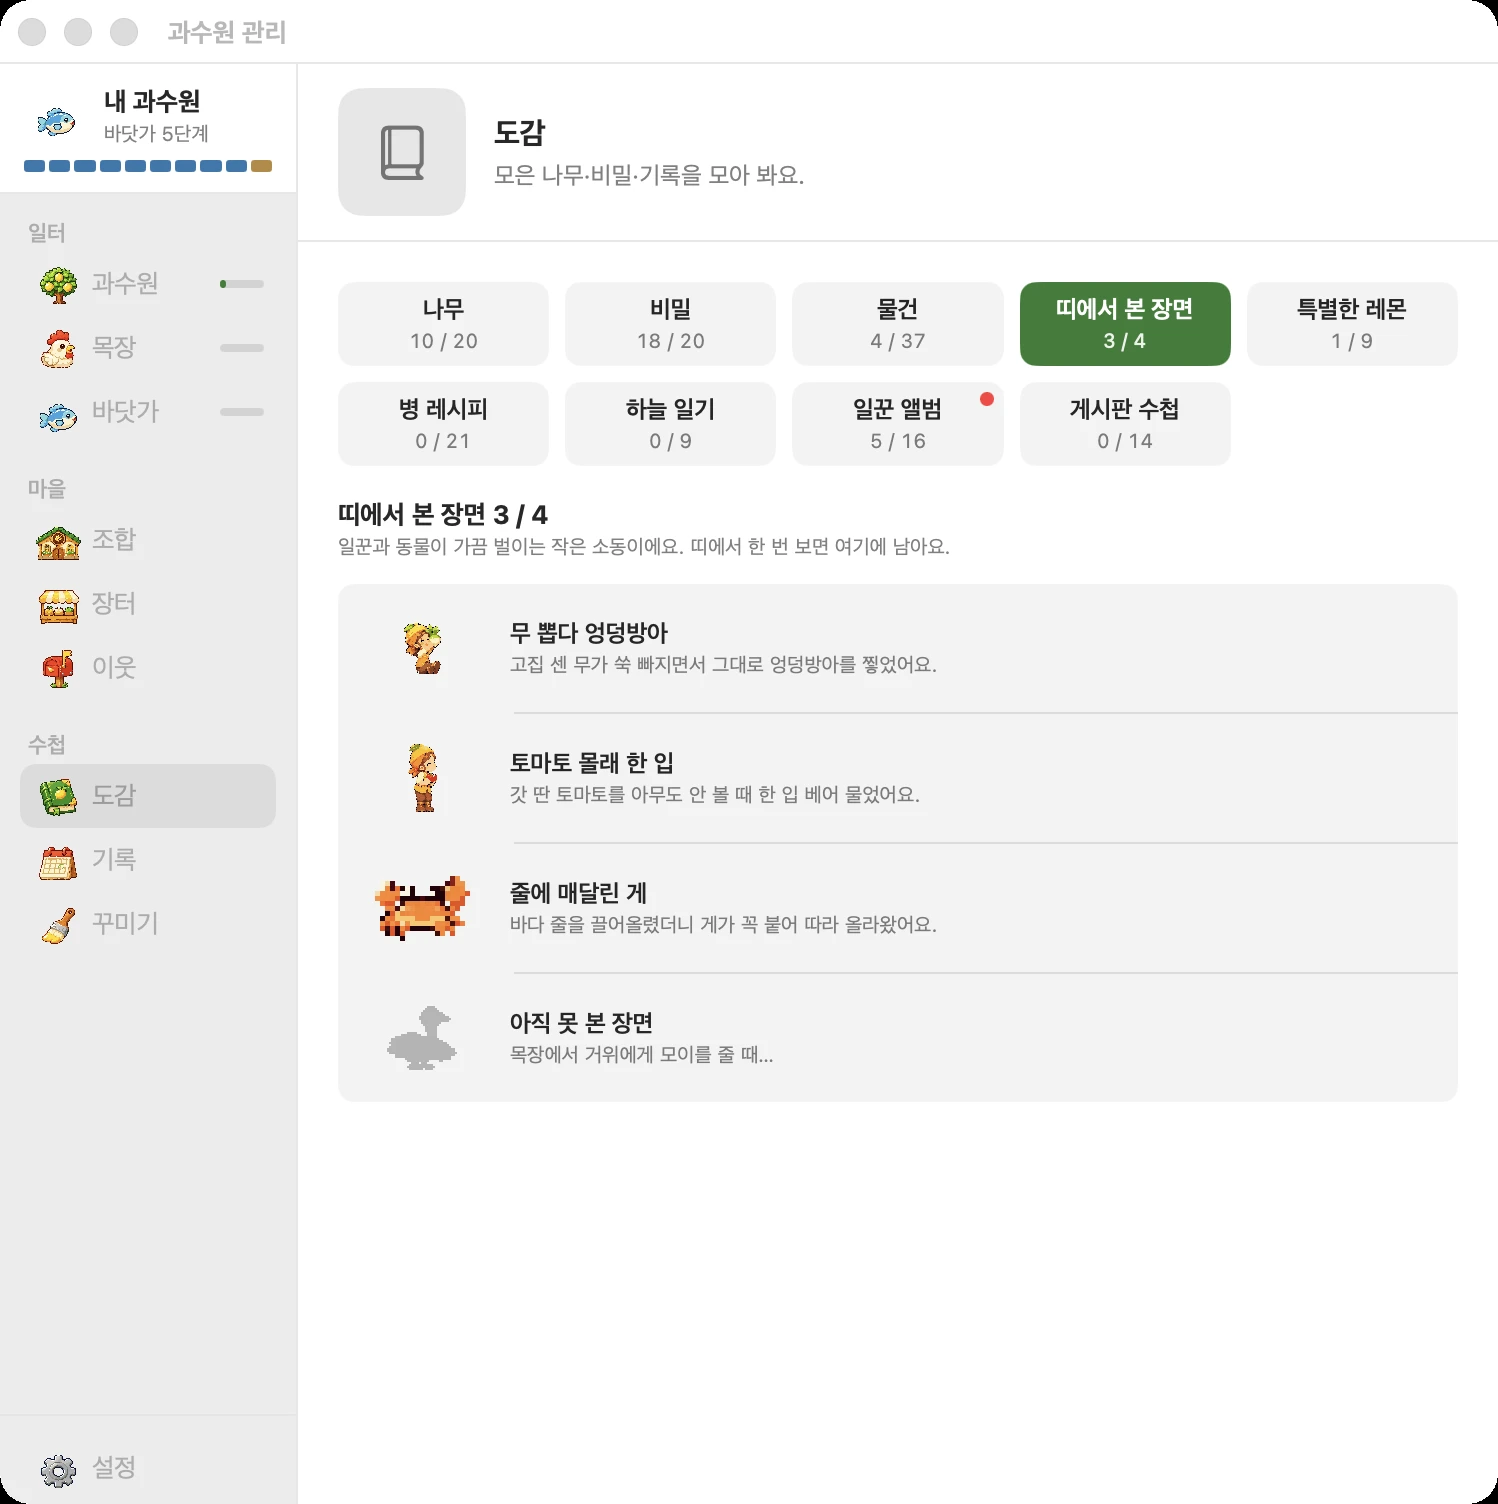 과수원 관리
내 과수원
바닷가 5단계
일터
과수원
목장
바닷가
마을
조합
장터
이웃
수첩
도감
기록
꾸미기
설정
도감
모은 나무·비밀·기록을 모아 봐요.
나무
10 / 20
비밀
18 / 20
물건
4 / 37
띠에서 본 장면
3 / 4
특별한 레몬
1 / 9
병 레시피
0 / 21
하늘 일기
0 / 9
일꾼 앨범
5 / 16
게시판 수첩
0 / 14
띠에서 본 장면 3 / 4
일꾼과 동물이 가끔 벌이는 작은 소동이에요. 띠에서 한 번 보면 여기에 남아요.
무 뽑다 엉덩방아
고집 센 무가 쑥 빠지면서 그대로 엉덩방아를 찧었어요.
토마토 몰래 한 입
갓 딴 토마토를 아무도 안 볼 때 한 입 베어 물었어요.
줄에 매달린 게
바다 줄을 끌어올렸더니 게가 꼭 붙어 따라 올라왔어요.
아직 못 본 장면
목장에서 거위에게 모이를 줄 때...